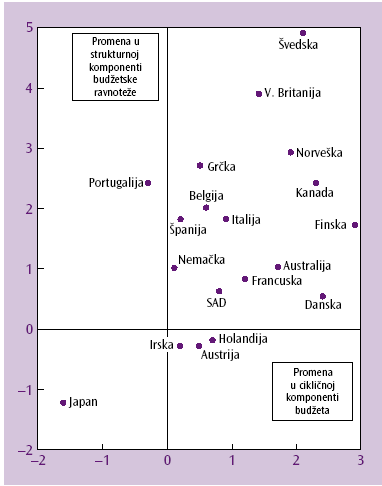 5
Promena u
strukturnoj
komponenti
budžetske
ravnoteže
Švedska
4
V. Britanija
3
Norveška
Grčka
Portugalija
Kanada
Belgija
2
Španija
Italija
Finska
Nemačka
Australija
1
Francuska
SAD
Danska
0
Irska
Holandija
Austrija
Promena
u cikličnoj
komponenti
budžeta
–1
Japan
–2
–2 –1 0 1 2 3